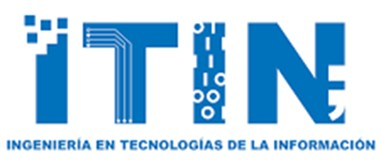 iTIN;
INGENIERÍA EN TECNOLOGÍAS DE LA INFORMACIÓN